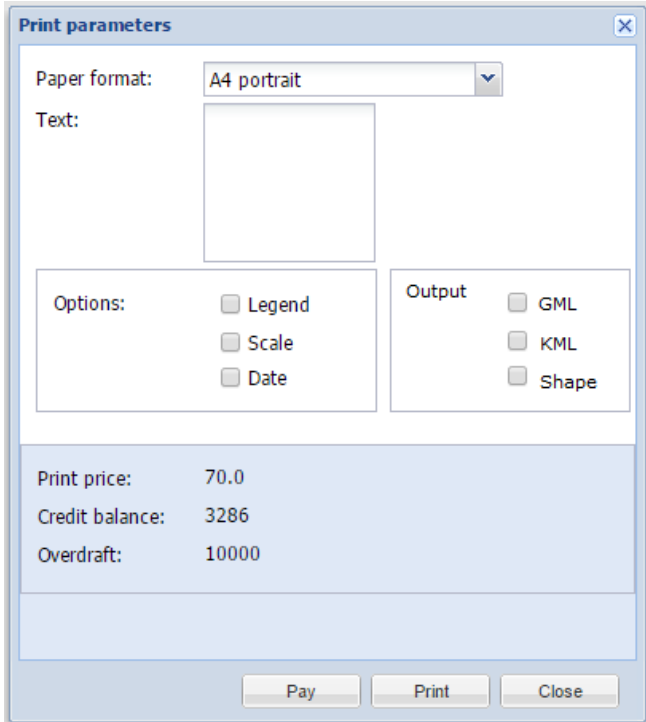 Print parameters
Paper format: A4 portrait
Text:
Options:
Legend
Scale
Date
Output
GML
KML
Shape
Print price: 70.0
Credit balance: 3286
Overdraft: 10000
Pay Print Close